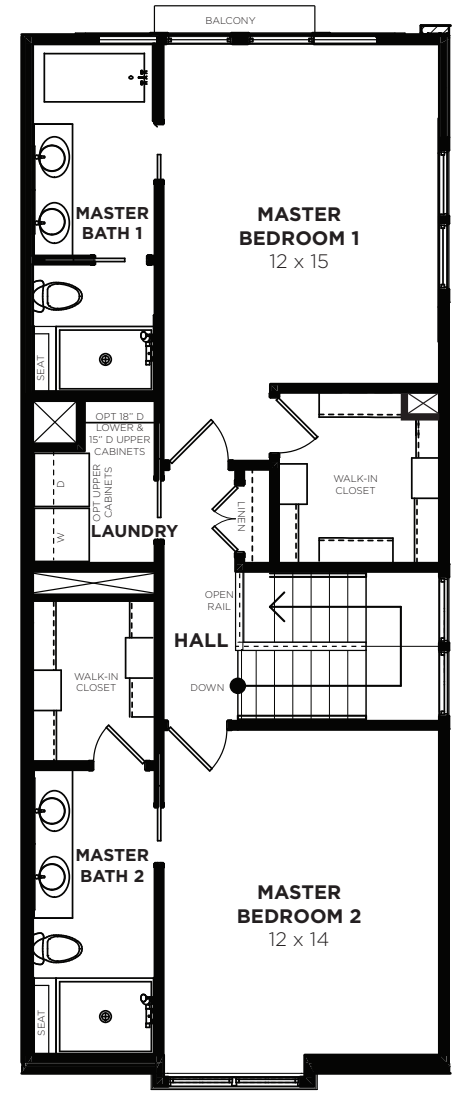 BALCONY
MASTER
BATH 1
MASTER
BEDROOM 1
12 x 15
SEAT
OPT 18" D
LOWER &
15" D UPPER
CABINETS
OPT UPPER
CABINETS
D
W
LAUNDRY
LINEN
WALK-IN
CLOSET
OPEN
RAIL
HALL
DOWN
WALK-IN
CLOSET
MASTER
BATH 2
MASTER
BEDROOM 2
12 x 14
SEAT